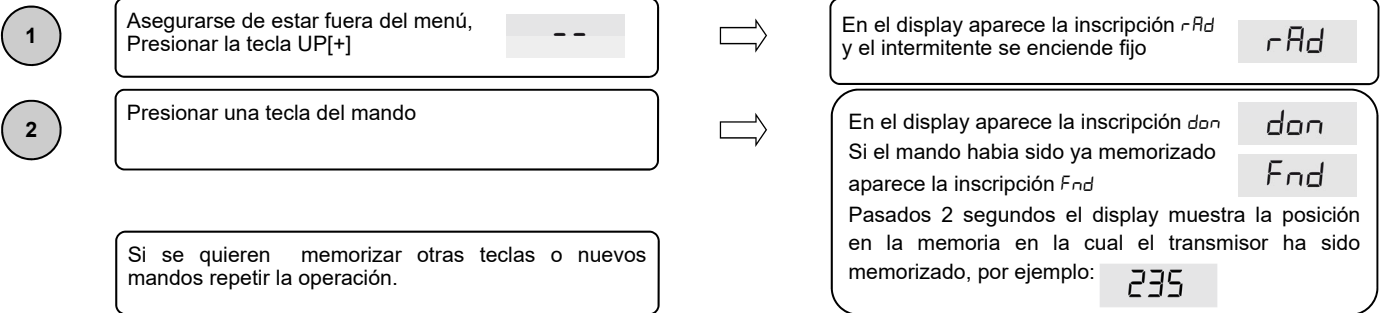 1
Asegurarse de estar fuera del menú,
Presionar la tecla UP[+]
--
En el display aparece la inscripción rAd
y el intermitente se enciende fijo
rAd
2
Presionar una tecla del mando
En el display aparece la inscripción don
don
Si el mando habia sido ya memorizado
aparece la inscripción Fnd
Fnd
Pasados 2 segundos el display muestra la posición
en la memoria en la cual el transmisor ha sido
memorizado, por ejemplo: 235
Si se quieren memorizar otras teclas o nuevos
mandos repetir la operación.